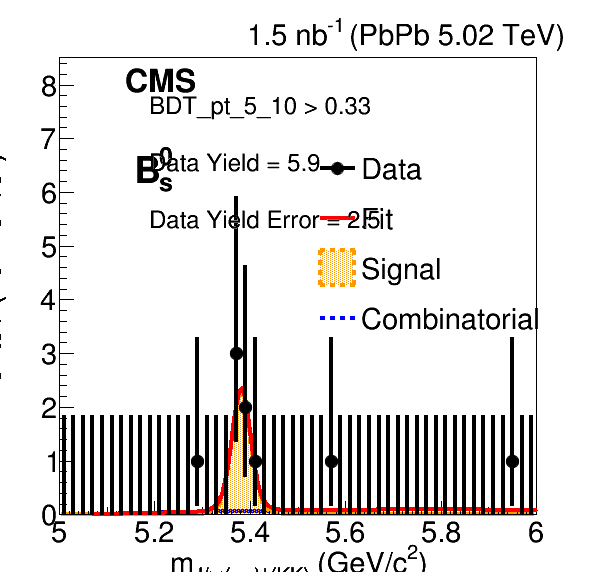 1.5 nb-1 (PbPb 5.02 TeV)
CMS
BDT_pt_5_10 > 0.33
B0s
Data Yield = 5.9
Data
Data Yield Error = 2.5
Fit
Signal
Combinatorial
8
7
6
5
4
3
2
1
0
5 5.2 5.4 5.6 5.8 6
m (GeV/c2)